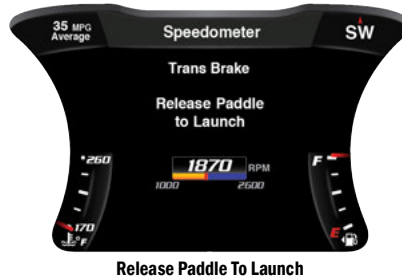 35 MPG
Average
Speedometer
SW
Trans Brake
Release Paddle
to Launch
260
1870 RPM
1000 2600
170
°F
F
E
Release Paddle To Launch